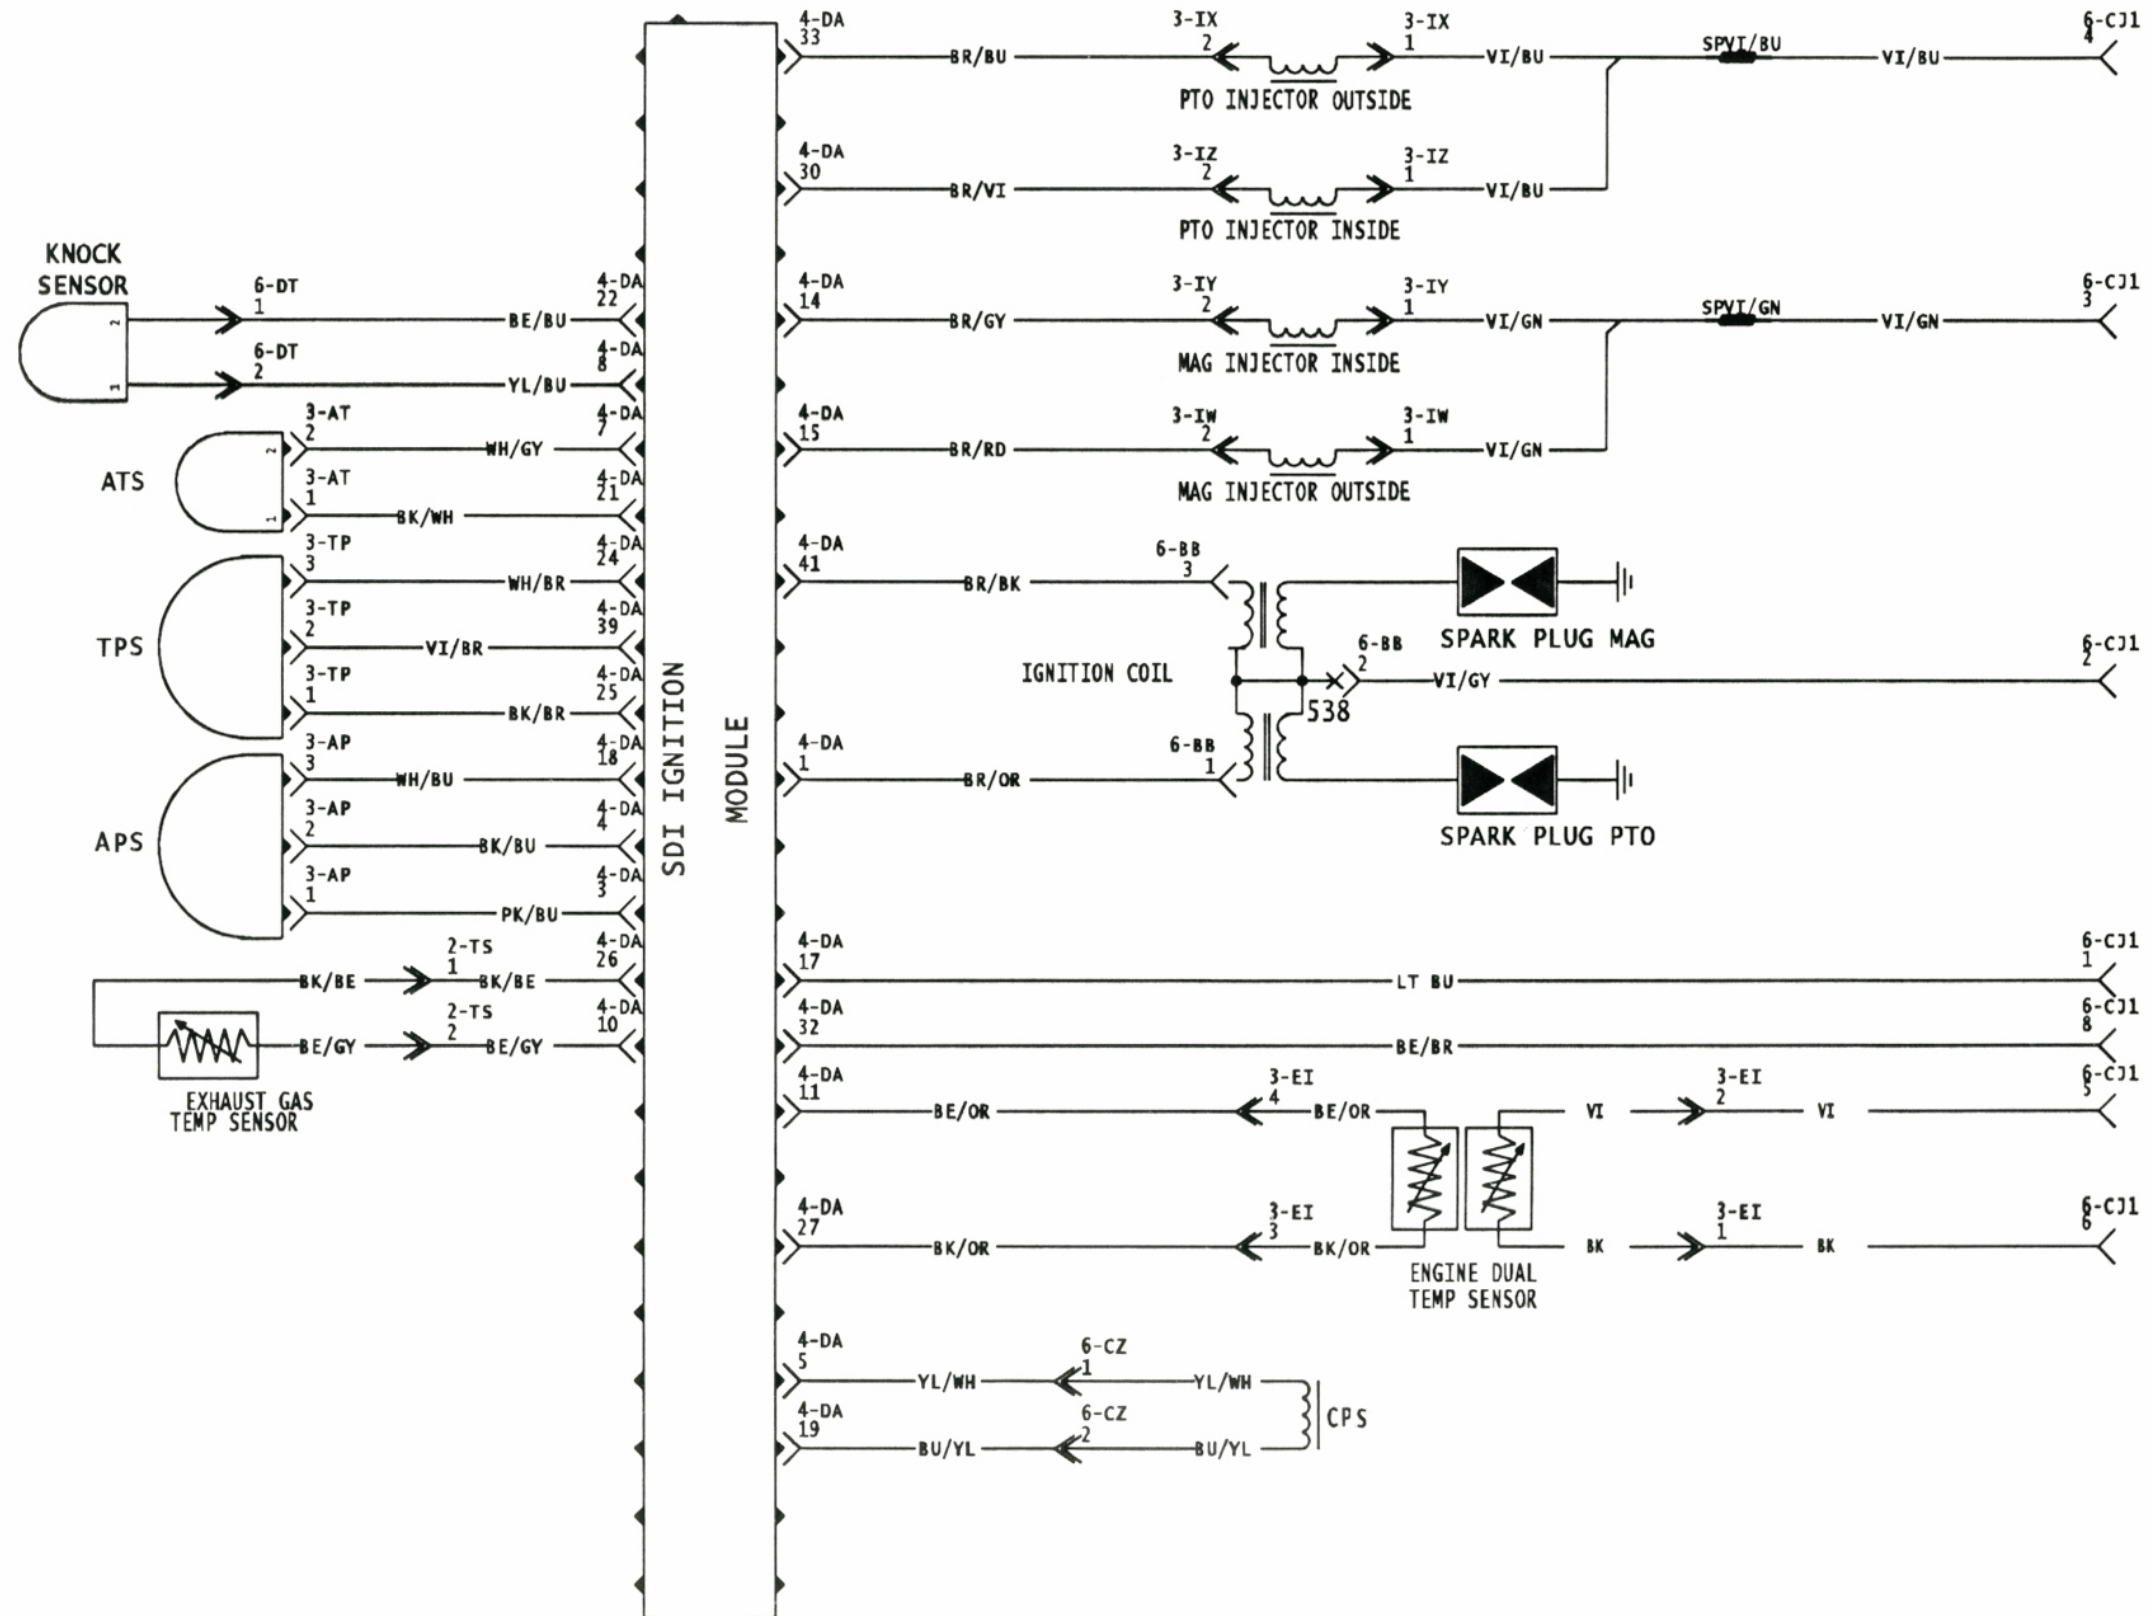 4-DA
33
BR/BU
3-IX
2
3-IX
1
VI/BU
SPVI/BU
VI/BU
6-CJ1
4
PTO INJECTOR OUTSIDE
4-DA
30
BR/VI
3-IZ
2
3-IZ
1
VI/BU
PTO INJECTOR INSIDE
KNOCK
SENSOR
2
1
6-DT
1
BE/BU
4-DA
22
6-DT
2
YL/BU
4-DA
8
4-DA
14
BR/GY
3-IY
2
3-IY
1
VI/GN
SPVI/GN
VI/GN
6-CJ1
3
MAG INJECTOR INSIDE
ATS
2
1
3-AT
2
WH/GY
4-DA
7
3-AT
1
BK/WH
4-DA
21
4-DA
15
BR/RD
3-IW
2
3-IW
1
VI/GN
MAG INJECTOR OUTSIDE
TPS
3-TP
3
WH/BR
4-DA
24
3-TP
2
VI/BR
4-DA
39
3-TP
1
BK/BR
4-DA
25
SDI IGNITION
MODULE
4-DA
41
BR/BK
6-BB
3
SPARK PLUG MAG
IGNITION COIL
6-BB
2
538
VI/GY
6-CJ1
2
4-DA
1
BR/OR
6-BB
1
SPARK PLUG PTO
APS
3-AP
3
WH/BU
4-DA
18
3-AP
2
BK/BU
4-DA
4
3-AP
1
PK/BU
4-DA
3
BK/BE
2-TS
1
BK/BE
4-DA
26
BE/GY
2-TS
2
BE/GY
4-DA
10
EXHAUST GAS
TEMP SENSOR
4-DA
17
LT BU
6-CJ1
1
4-DA
32
BE/BR
6-CJ1
8
4-DA
11
BE/OR
3-EI
4
BE/OR
VI
3-EI
2
VI
6-CJ1
5
4-DA
27
BK/OR
3-EI
3
BK/OR
BK
3-EI
1
BK
6-CJ1
6
ENGINE DUAL
TEMP SENSOR
4-DA
5
YL/WH
6-CZ
1
YL/WH
4-DA
19
BU/YL
6-CZ
2
BU/YL
CPS